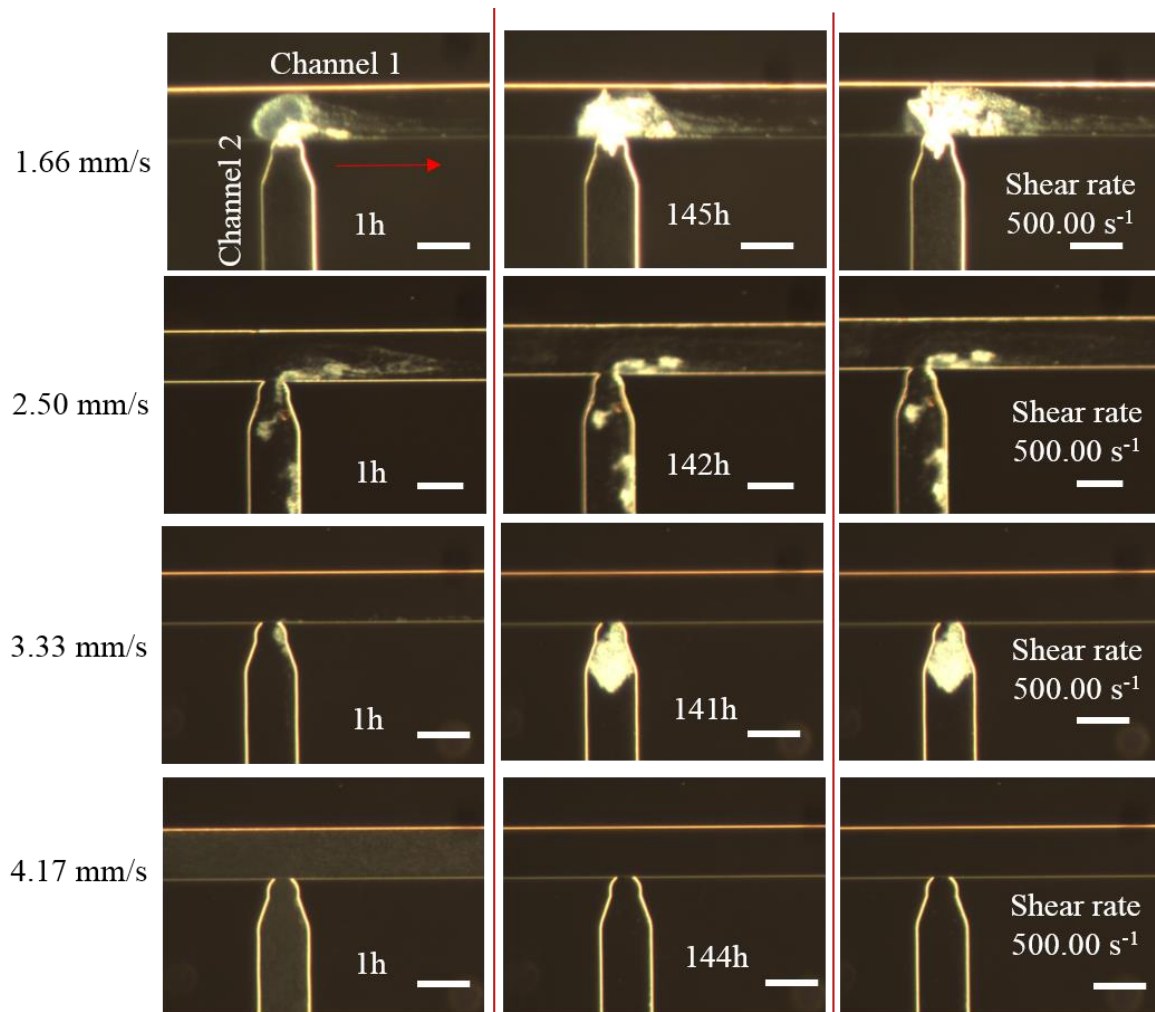 Channel 1
Channel 2
1.66 mm/s
1h
145h
Shear rate
500.00 s⁻¹
2.50 mm/s
1h
142h
Shear rate
500.00 s⁻¹
3.33 mm/s
1h
141h
Shear rate
500.00 s⁻¹
4.17 mm/s
1h
144h
Shear rate
500.00 s⁻¹